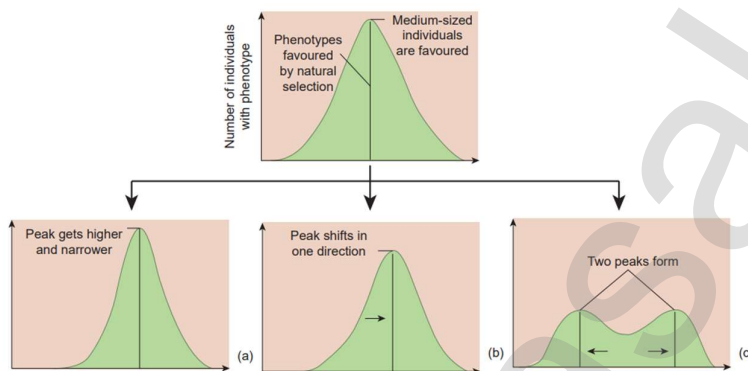 Number of individuals
with phenotype
Phenotypes
favoured
by natural
selection
Medium-sized
individuals
are favoured
Peak gets higher
and narrower
(a)
Peak shifts in
one direction
(b)
Two peaks form
(c